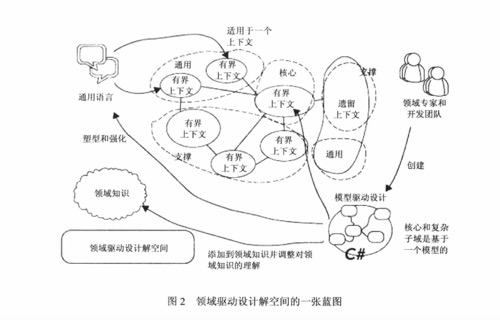 适用于一个
上下文
通用
有界
上下文
有界
上下文
核心
支撑
有界
上下文
遗留
上下文
通用语言
领域专家和
开发团队
有界
上下文
支撑
有界
上下文
有界
上下文
通用
塑型和强化
创建
领域知识
模型驱动设计
核心和复杂
子域是基于
一个模型的
C#
领域驱动设计解空间
添加到领域知识并调整对领
域知识的理解
图 2 领域驱动设计解空间的一张蓝图